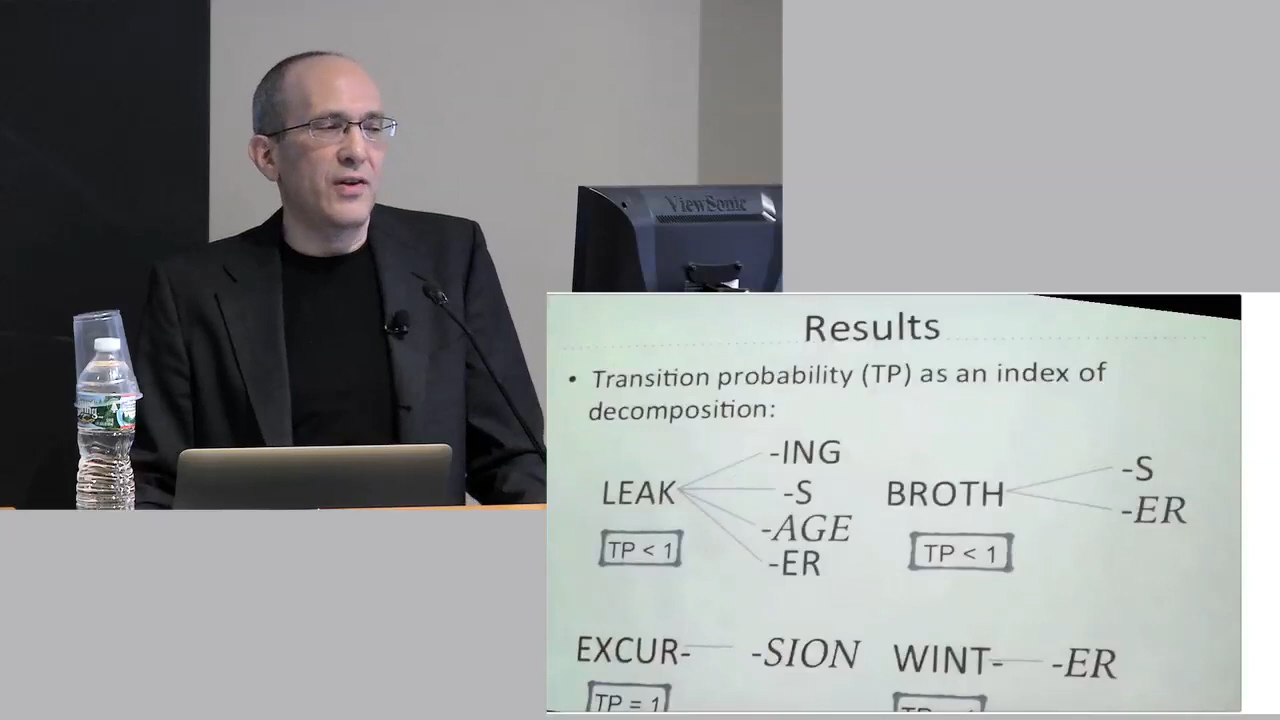 ViewSonic
Results
• Transition probability (TP) as an index of
decomposition:
LEAK
-ING
-S
-AGE
-ER
TP < 1
BROTH
-S
-ER
TP < 1
EXCUR- -SION
TP = 1
WINT- -ER